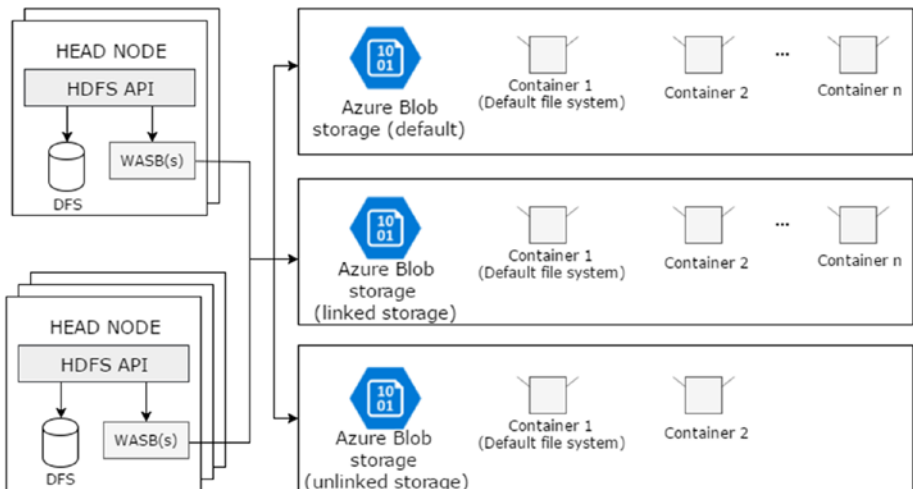 HEAD NODE
HDFS API
DFS
WASB(s)
HEAD NODE
HDFS API
DFS
WASB(s)
10
01
Azure Blob
storage (default)
Container 1
(Default file system)
Container 2
...
Container n
10
01
Azure Blob
storage
(linked storage)
Container 1
(Default file system)
Container 2
...
Container n
10
01
Azure Blob
storage
(unlinked storage)
Container 1
(Default file system)
Container 2